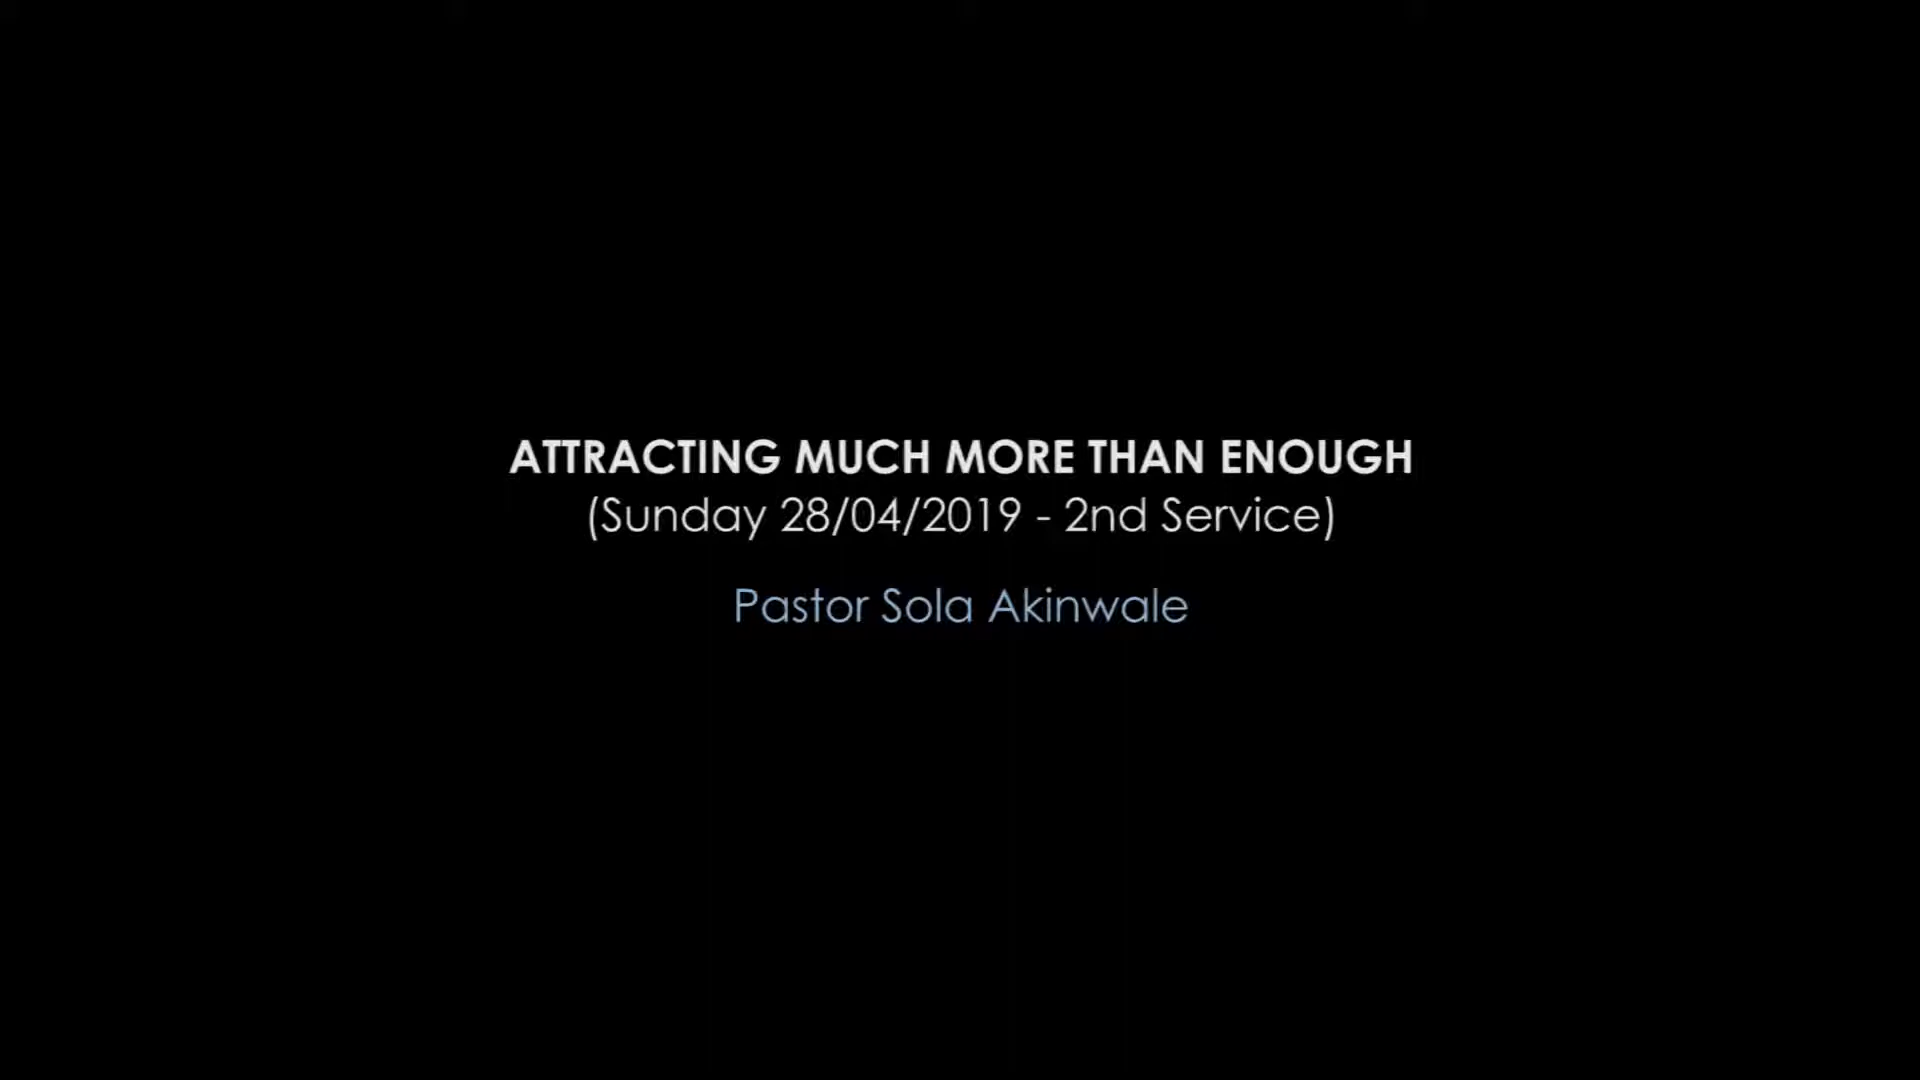 ATTRACTING MUCH MORE THAN ENOUGH
(Sunday 28/04/2019 - 2nd Service)
Pastor Sola Akinwale